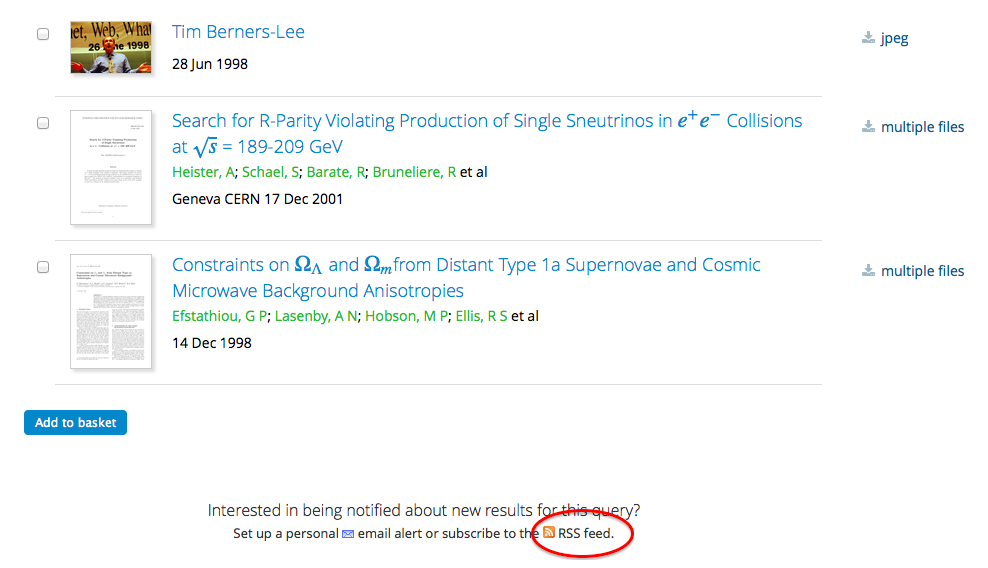 net, Web, What
26 June 1998
Tim Berners-Lee
jpeg
28 Jun 1998
Search for R-Parity Violating Production of Single Sneutrinos in e⁺e⁻ Collisions
multiple files
at √s = 189-209 GeV
Heister, A; Schael, S; Barate, R; Bruneliere, R et al
Geneva CERN 17 Dec 2001
Constraints on Ω_Λ and Ω_m from Distant Type 1a Supernovae and Cosmic
multiple files
Microwave Background Anisotropies
Efstathiou, G P; Lasenby, A N; Hobson, M P; Ellis, R S et al
14 Dec 1998
Add to basket
Interested in being notified about new results for this query?
Set up a personal email alert or subscribe to the RSS feed.